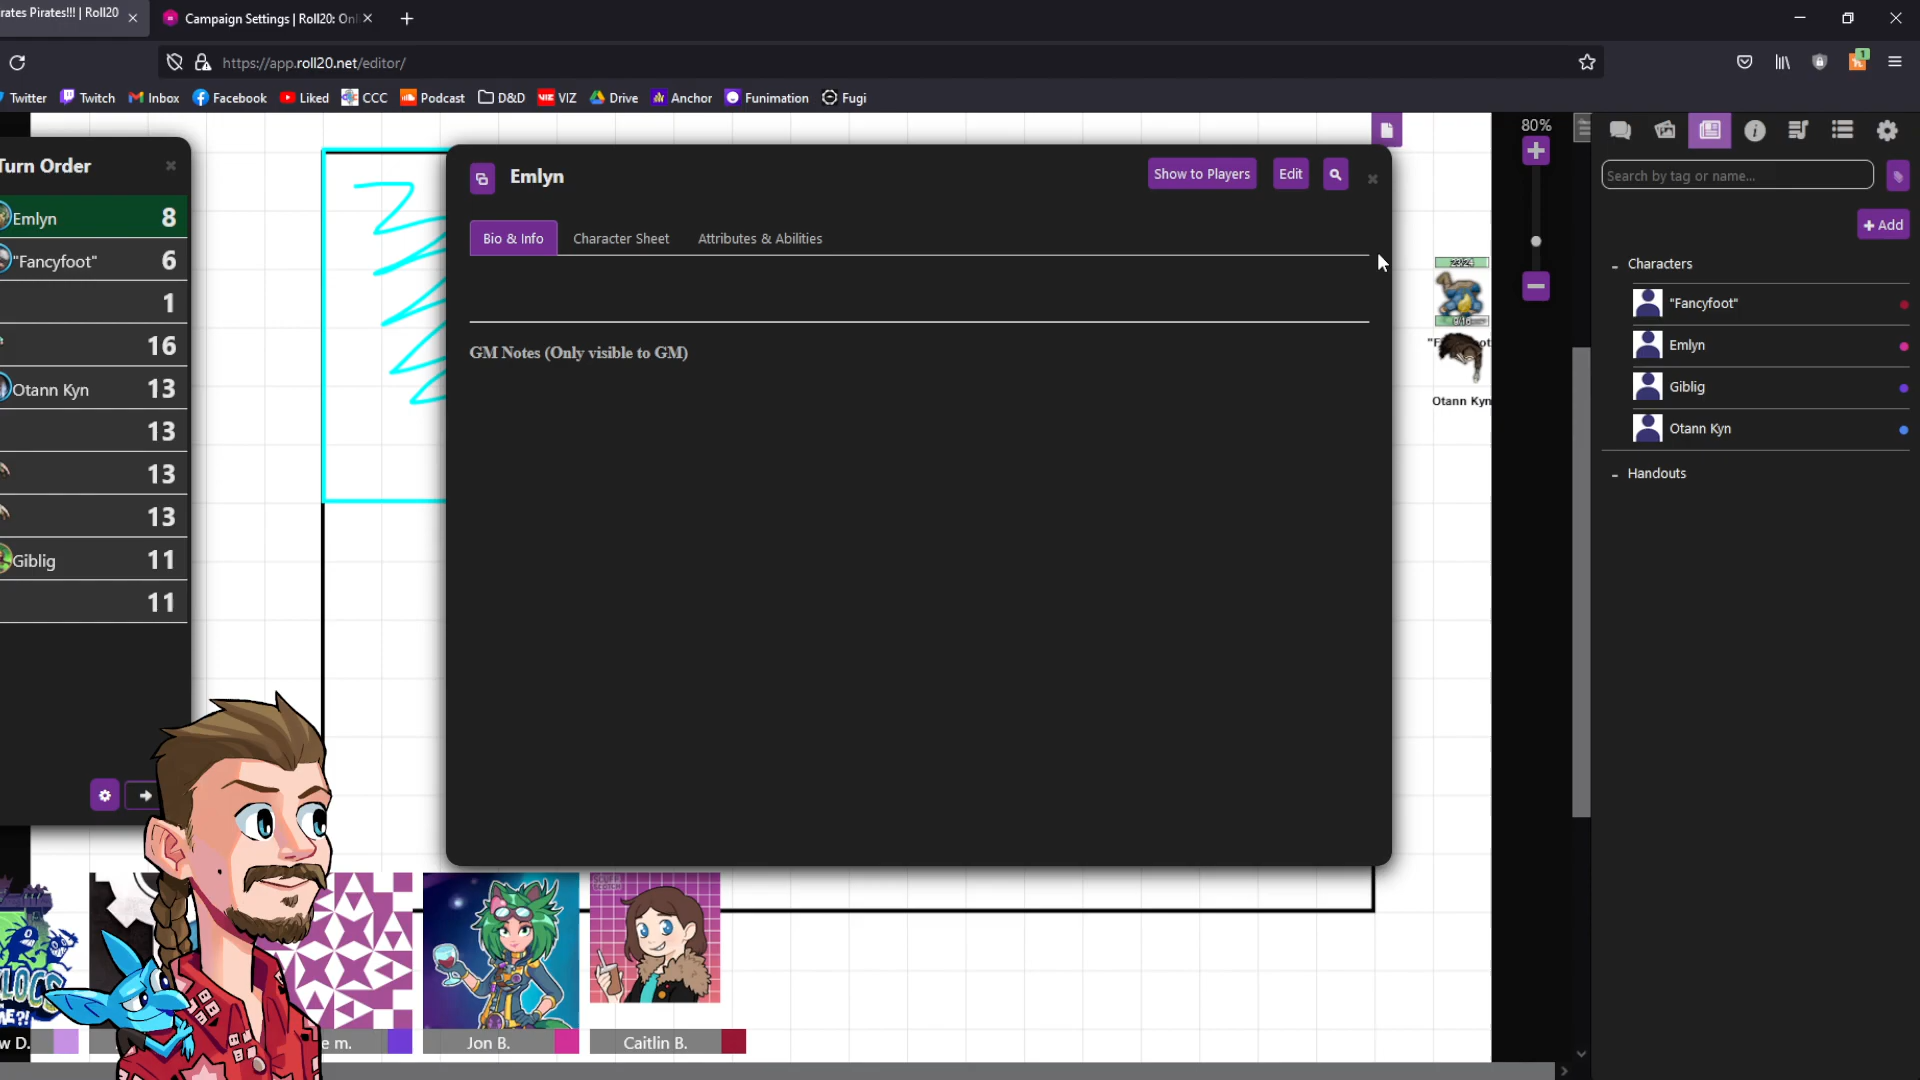 rates Pirates!!! | Roll20
Campaign Settings | Roll20: Onl
https://app.roll20.net/editor/
1
Twitter
Twitch
Inbox
Facebook
Liked
CCC
Podcast
D&D
VIZ
Drive
Anchor
Funimation
Fugi
Turn Order
Emlyn 8
"Fancyfoot" 6
1
16
Otann Kyn 13
13
13
13
Giblig 11
11
Emlyn
Show to Players
Edit
Bio & Info
Character Sheet
Attributes & Abilities
GM Notes (Only visible to GM)
80%
Otann Kyn
Search by tag or name...
+ Add
- Characters
"Fancyfoot"
Emlyn
Giblig
Otann Kyn
- Handouts
w D.
e m.
Jon B.
Caitlin B.